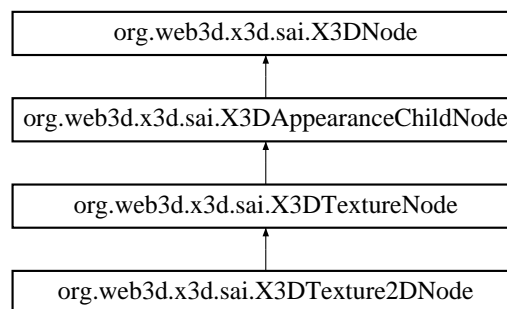 org.web3d.x3d.sai.X3DNode
org.web3d.x3d.sai.X3DAppearanceChildNode
org.web3d.x3d.sai.X3DTextureNode
org.web3d.x3d.sai.X3DTexture2DNode